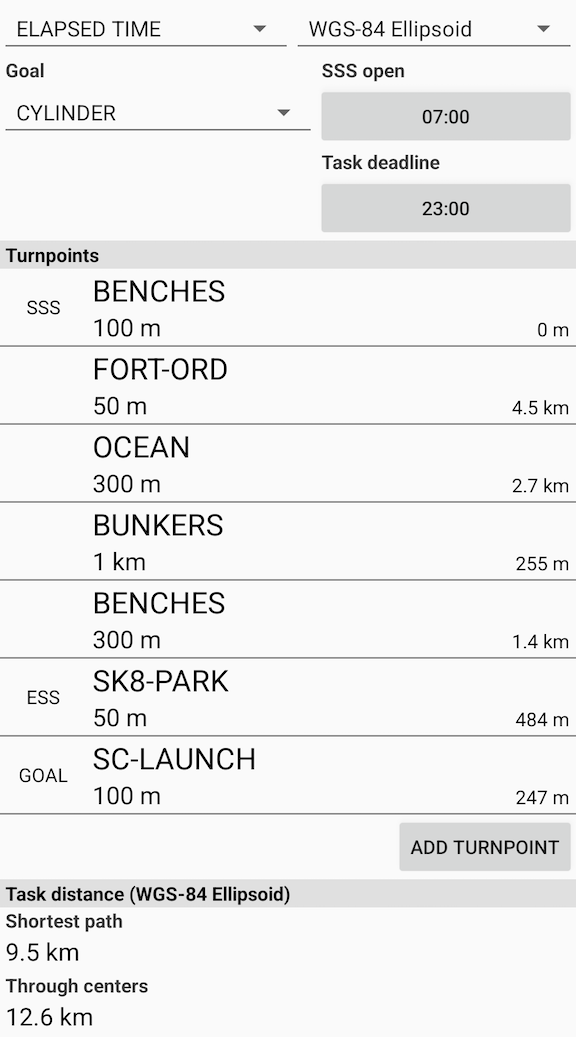 ELAPSED TIME WGS-84 Ellipsoid
Goal SSS open
CYLINDER 07:00
Task deadline
23:00
Turnpoints
SSS BENCHES
100 m 0 m
FORT-ORD
50 m 4.5 km
OCEAN
300 m 2.7 km
BUNKERS
1 km 255 m
BENCHES
300 m 1.4 km
ESS SK8-PARK
50 m 484 m
GOAL SC-LAUNCH
100 m 247 m
ADD TURNPOINT
Task distance (WGS-84 Ellipsoid)
Shortest path
9.5 km
Through centers
12.6 km